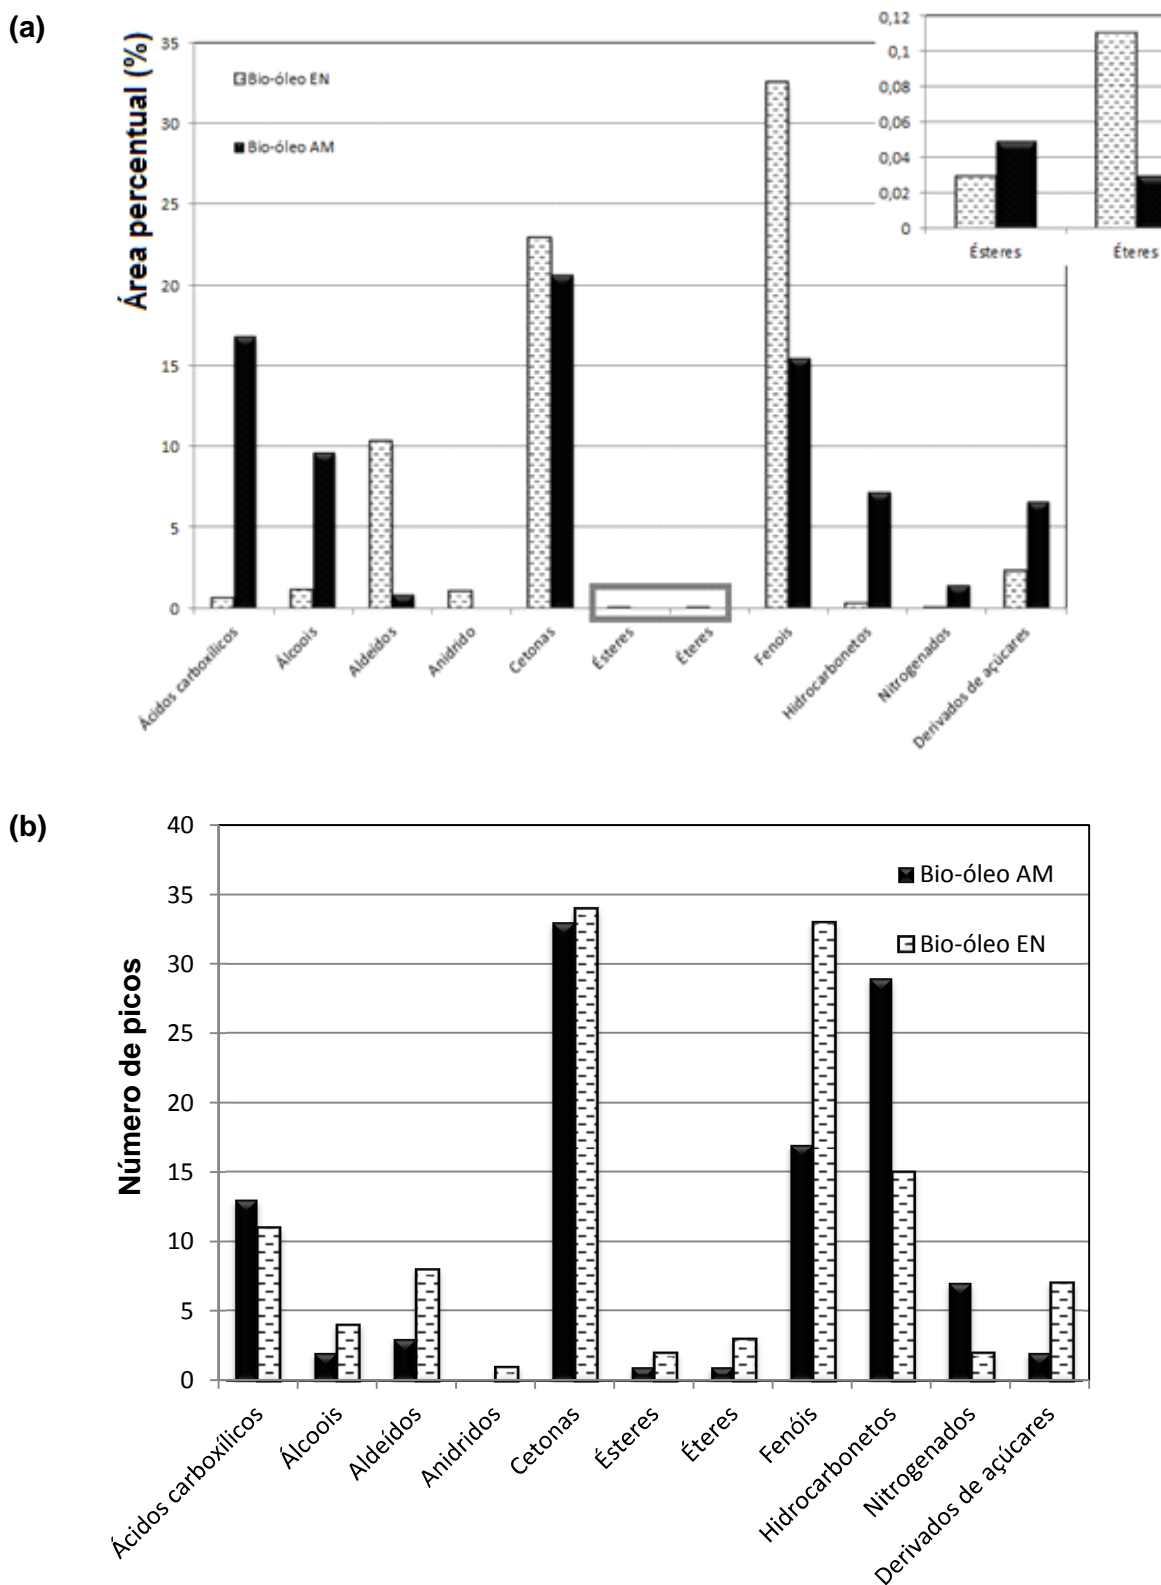 (a)
Área percentual (%)
35
30
25
20
15
10
5
0
Bio-óleo EN
Bio-óleo AM
0,12
0,1
0,08
0,06
0,04
0,02
0
Ésteres
Éteres
Ácidos carboxílicos
Álcoois
Aldeídos
Anidrido
Cetonas
Ésteres
Éteres
Fenois
Hidrocarbonetos
Nitrogenados
Derivados de açúcares
(b)
Número de picos
40
35
30
25
20
15
10
5
0
Bio-óleo AM
Bio-óleo EN
Ácidos carboxílicos
Álcoois
Aldeídos
Anidridos
Cetonas
Ésteres
Éteres
Fenóis
Hidrocarbonetos
Nitrogenados
Derivados de açúcares